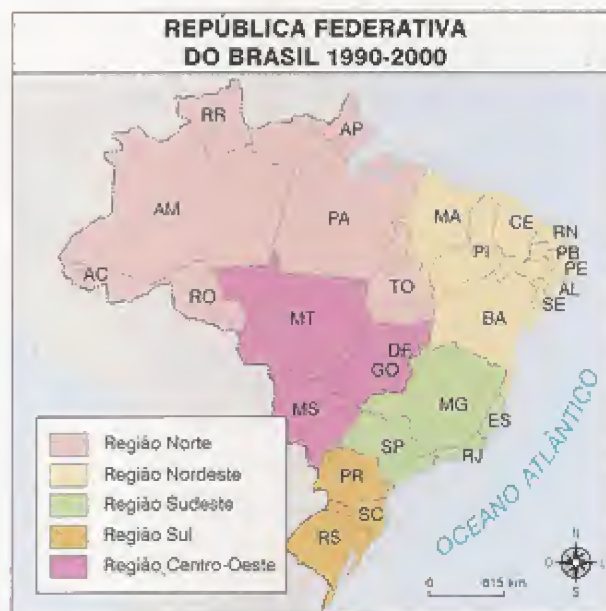 REPÚBLICA FEDERATIVA
DO BRASIL 1990-2000
RR
AP
AM
PA
MA
CE
RN
PI
PB
PE
AC
TO
AL
RO
SE
MT
BA
DF
GO
MS
MG
ES
SP
RJ
PR
SC
RS
Região Norte
Região Nordeste
Região Sudeste
Região Sul
Região Centro-Oeste
OCEANO ATLÂNTICO
N
O
L
S
0 615 km